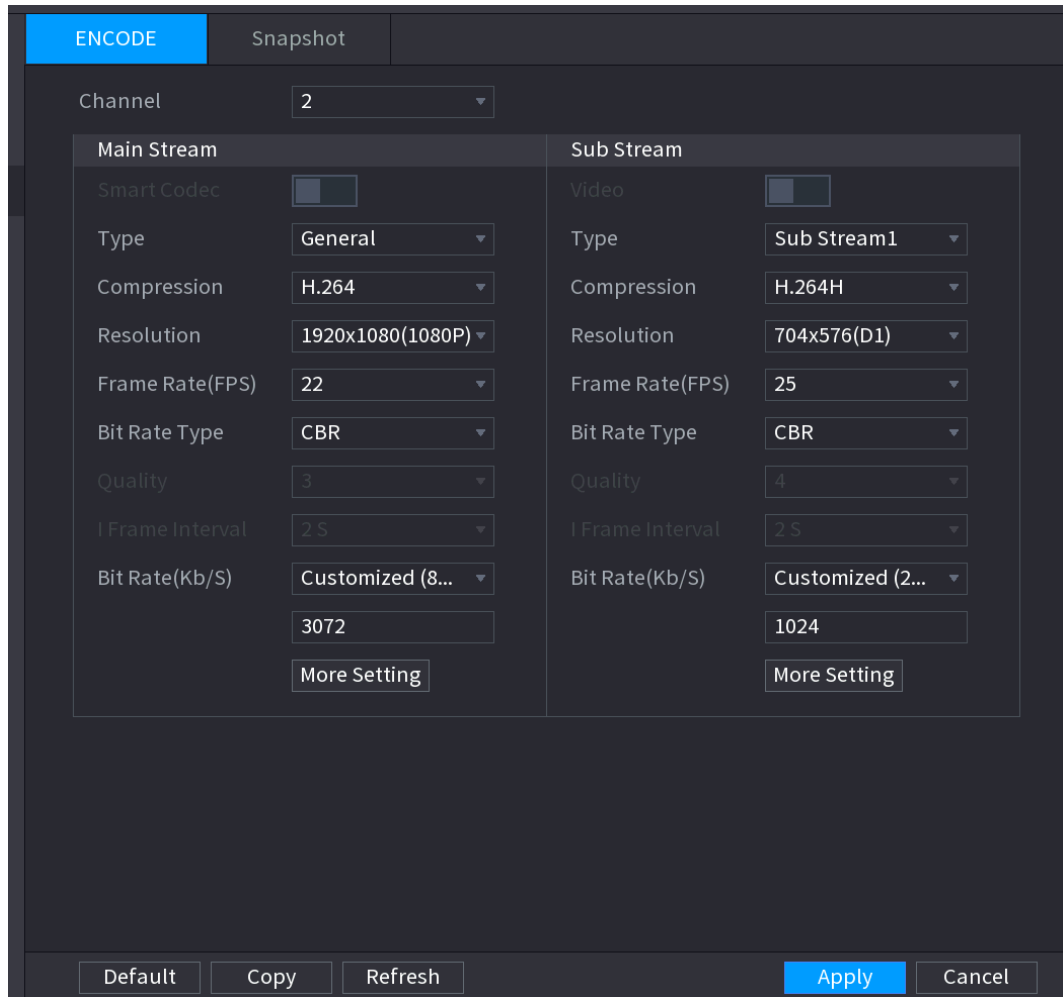 ENCODE Snapshot
Channel 2
Main Stream
Smart Codec
Type General
Compression H.264
Resolution 1920x1080(1080P)
Frame Rate(FPS) 22
Bit Rate Type CBR
Quality 3
I Frame Interval 2 S
Bit Rate(Kb/S) Customized (8...
3072
More Setting
Sub Stream
Video
Type Sub Stream1
Compression H.264H
Resolution 704x576(D1)
Frame Rate(FPS) 25
Bit Rate Type CBR
Quality 4
I Frame Interval 2 S
Bit Rate(Kb/S) Customized (2...
1024
More Setting
Default Copy Refresh Apply Cancel